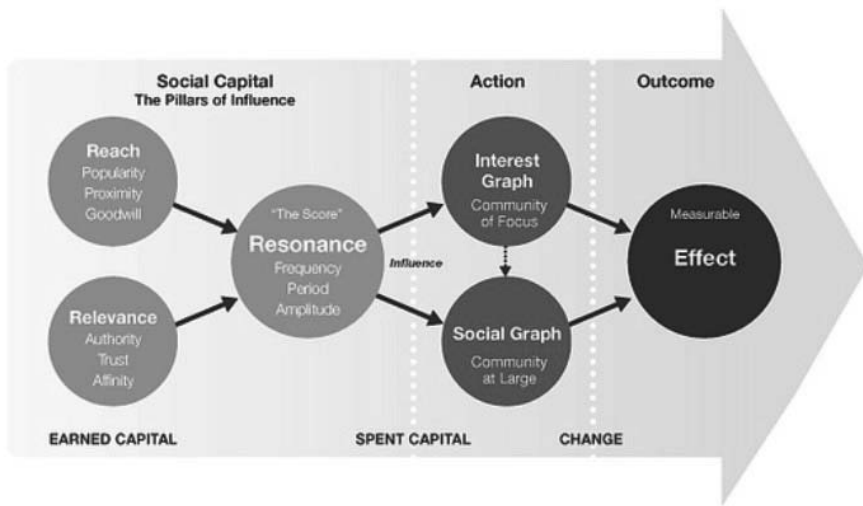 Social Capital
The Pillars of Influence
Action
Outcome
Reach
Popularity
Proximity
Goodwill
Relevance
Authority
Trust
Affinity
"The Score"
Resonance
Frequency
Period
Amplitude
Influence
Interest
Graph
Community
of Focus
Social Graph
Community
at Large
Measurable
Effect
EARNED CAPITAL
SPENT CAPITAL
CHANGE